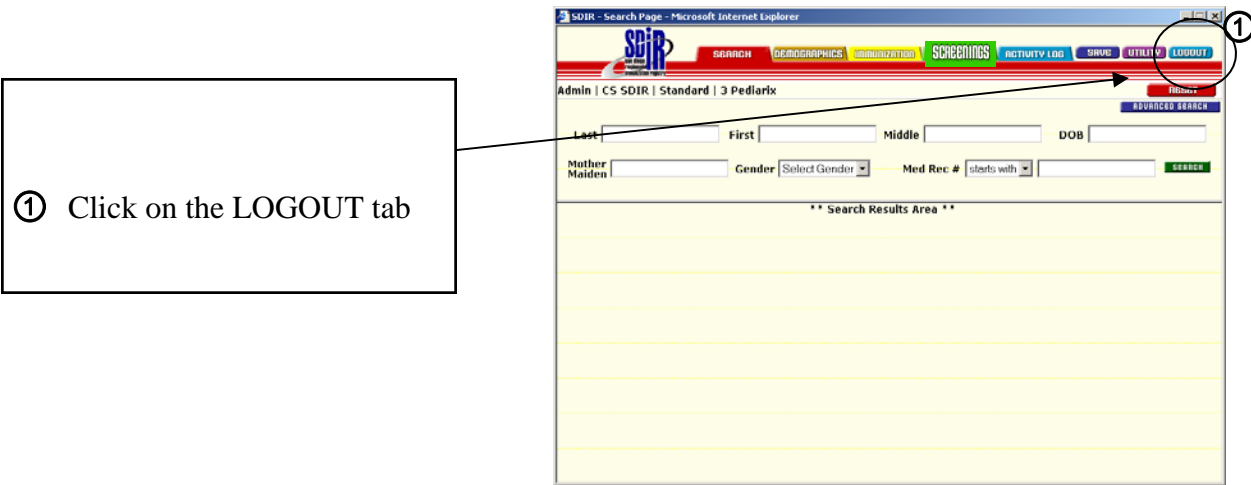 SDIR - Search Page - Microsoft Internet Explorer
①
SDIR
SEARCH DEMOGRAPHICS IMMUNIZATION SCREENINGS ACTIVITY LOG SAVE UTILITY LOGOUT
Admin | CS SDIR | Standard | 3 Pediarix
RESET
ADVANCED SEARCH
Last First Middle DOB
Mother Maiden Gender Select Gender Med Rec # starts with SEARCH
** Search Results Area **
① Click on the LOGOUT tab